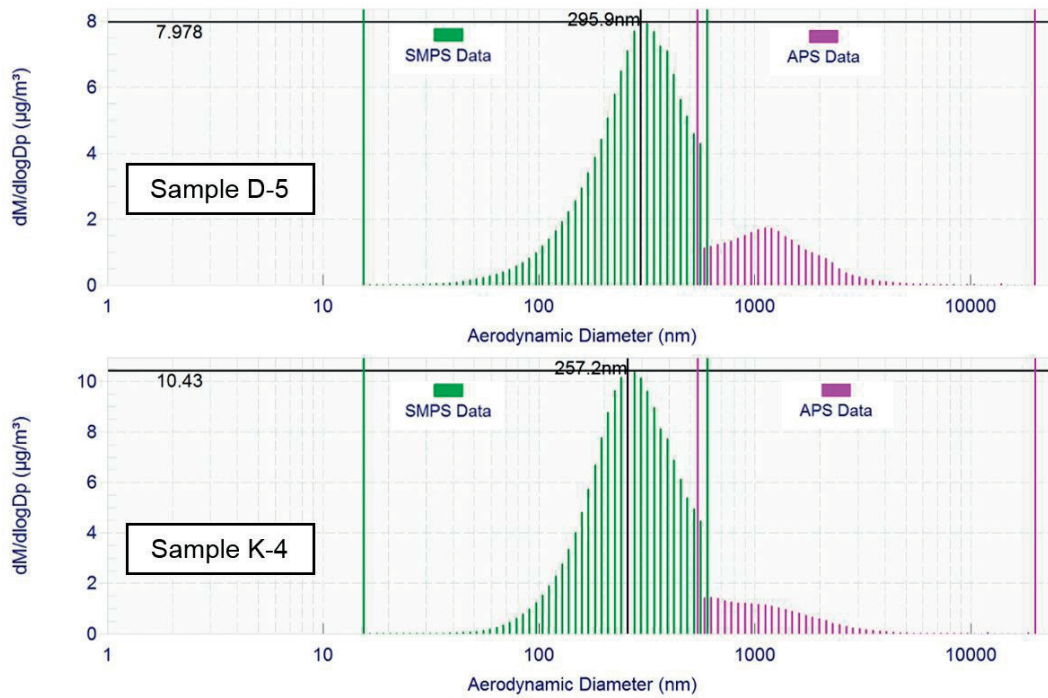 dM/dlogDp (µg/m³)
8
6
4
2
0
7.978
295.9nm
SMPS Data
APS Data
Sample D-5
1
10
100
1000
10000
Aerodynamic Diameter (nm)
dM/dlogDp (µg/m³)
10
8
6
4
2
0
10.43
257.2nm
SMPS Data
APS Data
Sample K-4
1
10
100
1000
10000
Aerodynamic Diameter (nm)